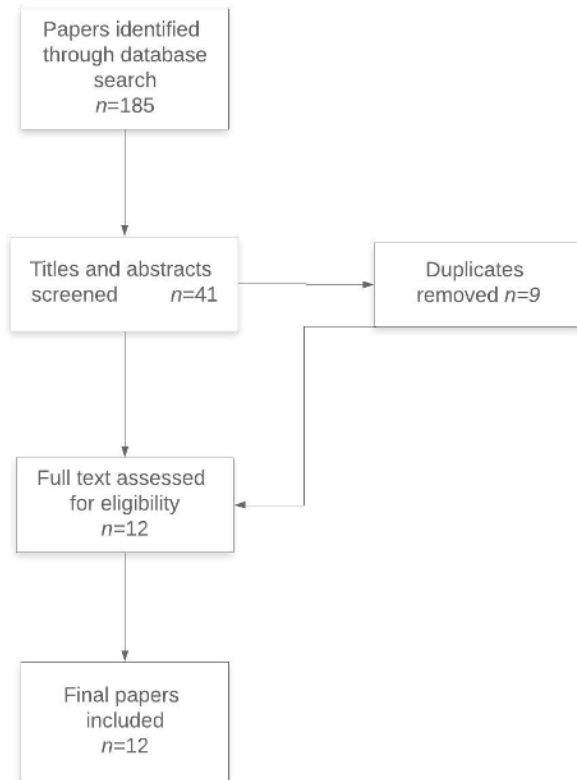 Papers identified
through database
search
n=185
Titles and abstracts
screened n=41
Duplicates
removed n=9
Full text assessed
for eligibility
n=12
Final papers
included
n=12